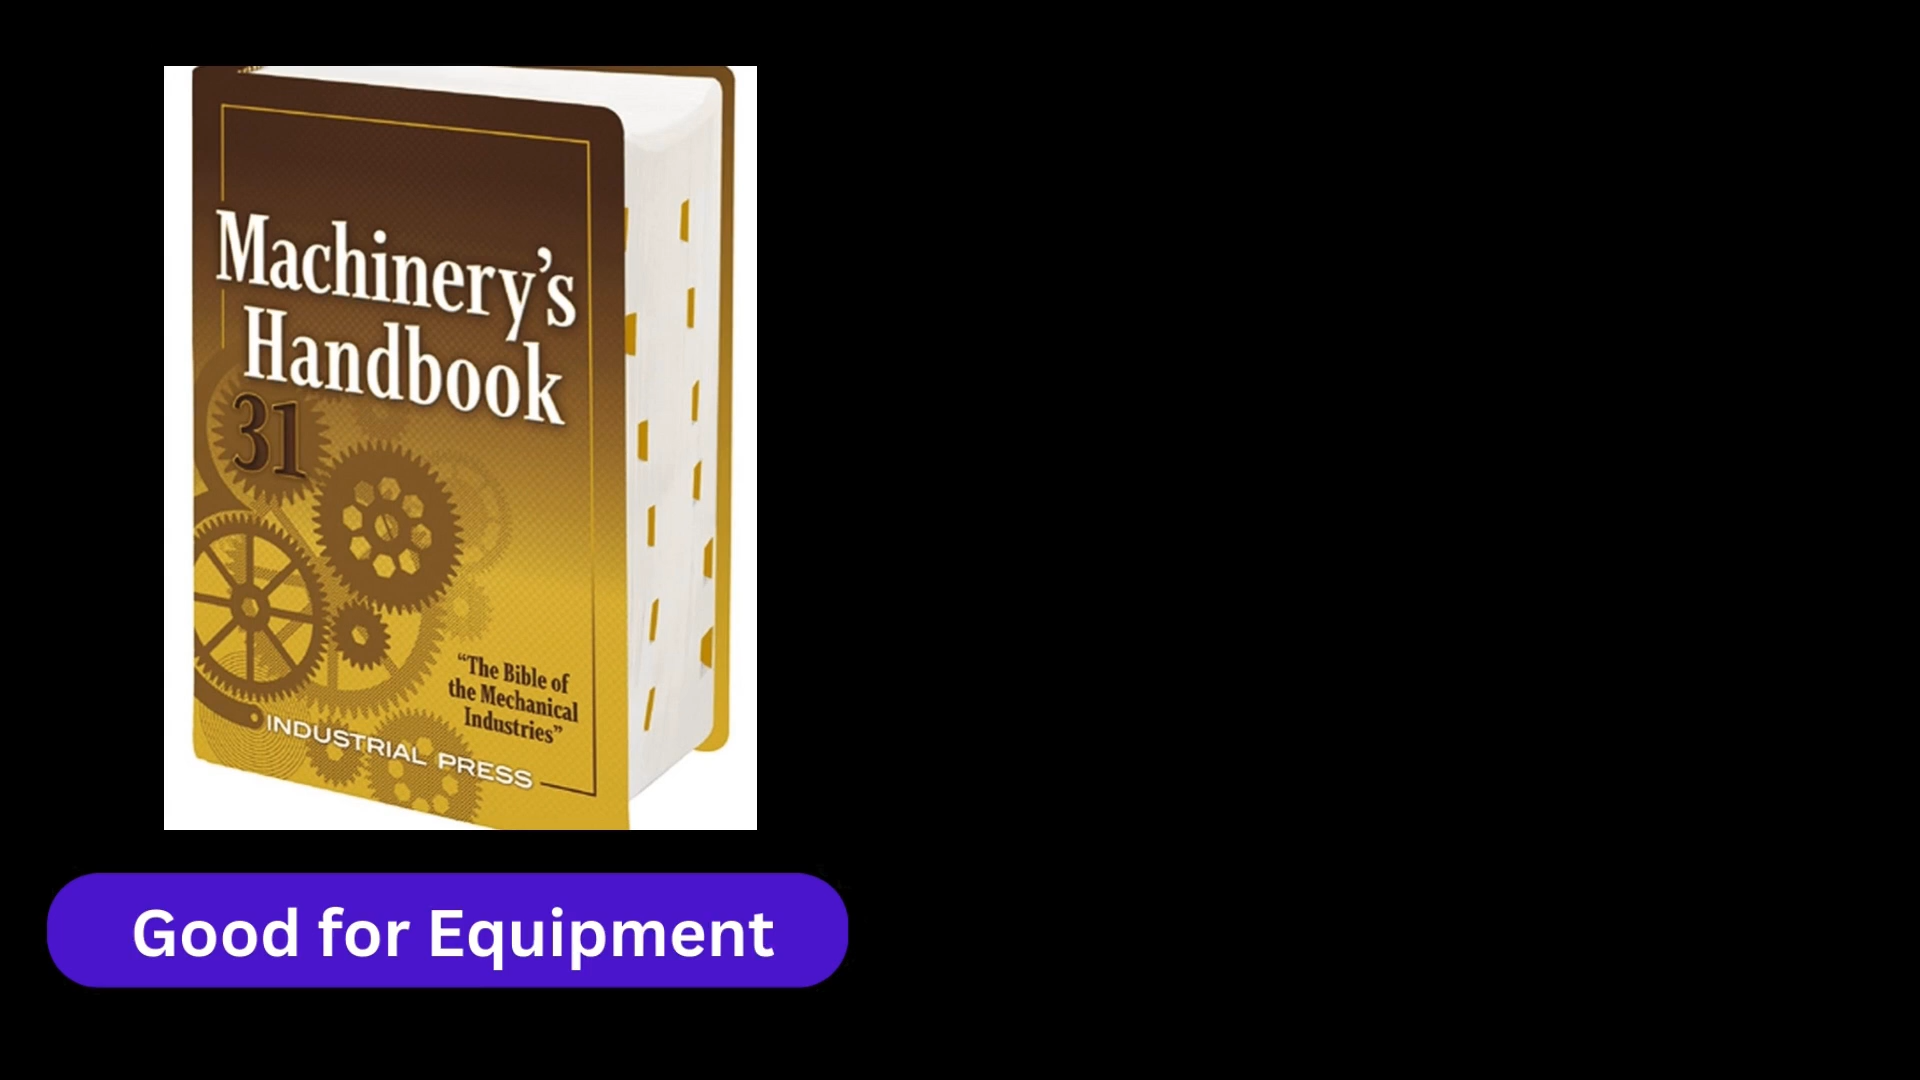 Machinery's
Handbook
31
“The Bible of
the Mechanical
Industries”
INDUSTRIAL PRESS
Good for Equipment